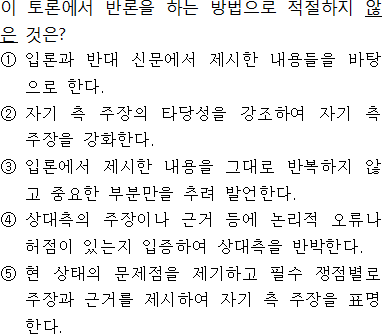 이 토론에서 반론을 하는 방법으로 적절하지 않
은 것은?
① 입론과 반대 신문에서 제시한 내용들을 바탕
으로 한다.
② 자기 측 주장의 타당성을 강조하여 자기 측
주장을 강화한다.
③ 입론에서 제시한 내용을 그대로 반복하지 않
고 중요한 부분만을 추려 발언한다.
④ 상대측의 주장이나 근거 등에 논리적 오류나
허점이 있는지 입증하여 상대측을 반박한다.
⑤ 현 상태의 문제점을 제기하고 필수 쟁점별로
주장과 근거를 제시하여 자기 측 주장을 표명
한다.